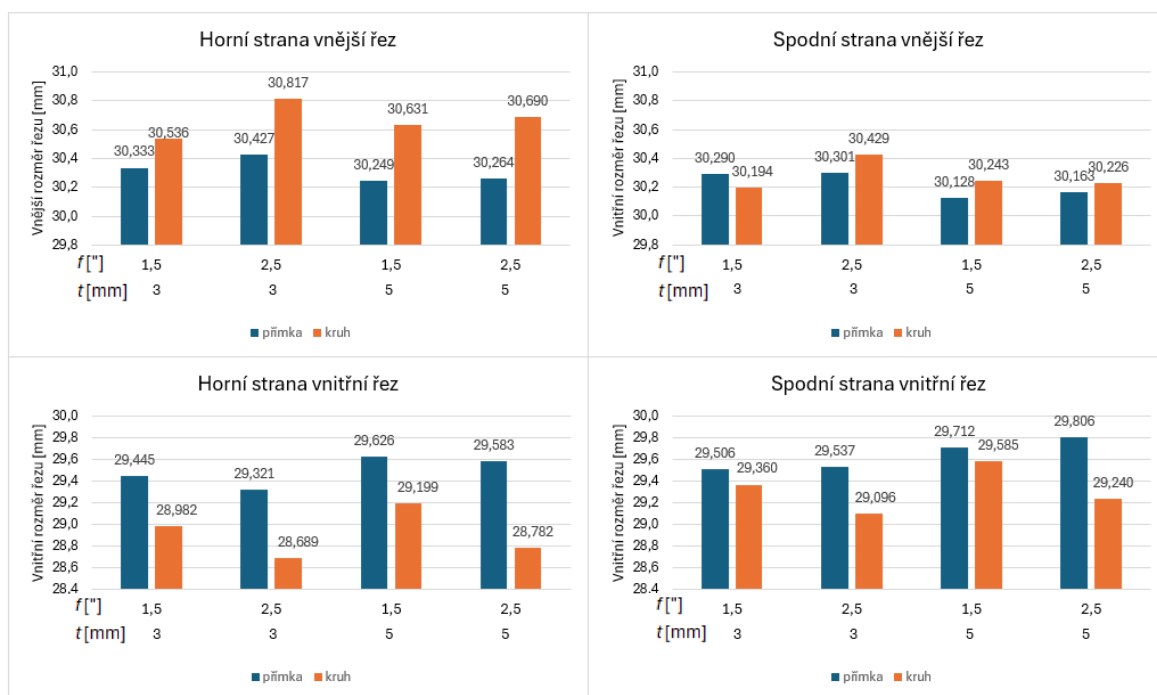 Horní strana vnější řez
Vnější rozměr řezu [mm]
31,0
30,8
30,6
30,4
30,2
30,0
29,8
30,333 30,536 30,427 30,817 30,249 30,631 30,264 30,690
f ["] 1,5 2,5 1,5 2,5
t [mm] 3 3 5 5
přímka kruh
Spodní strana vnější řez
Vnitřní rozměr řezu [mm]
31,0
30,8
30,6
30,4
30,2
30,0
29,8
30,290 30,194 30,301 30,429 30,128 30,243 30,163 30,226
f ["] 1,5 2,5 1,5 2,5
t [mm] 3 3 5 5
přímka kruh
Horní strana vnitřní řez
Vnitřní rozměr řezu [mm]
30,0
29,8
29,6
29,4
29,2
29,0
28,8
28,6
28,4
29,445 28,982 29,321 28,689 29,626 29,199 29,583 28,782
f ["] 1,5 2,5 1,5 2,5
t [mm] 3 3 5 5
přímka kruh
Spodní strana vnitřní řez
Vnitřní rozměr řezu [mm]
30,0
29,8
29,6
29,4
29,2
29,0
28,8
28,6
28,4
29,506 29,360 29,537 29,096 29,712 29,585 29,806 29,240
f ["] 1,5 2,5 1,5 2,5
t [mm] 3 3 5 5
přímka kruh